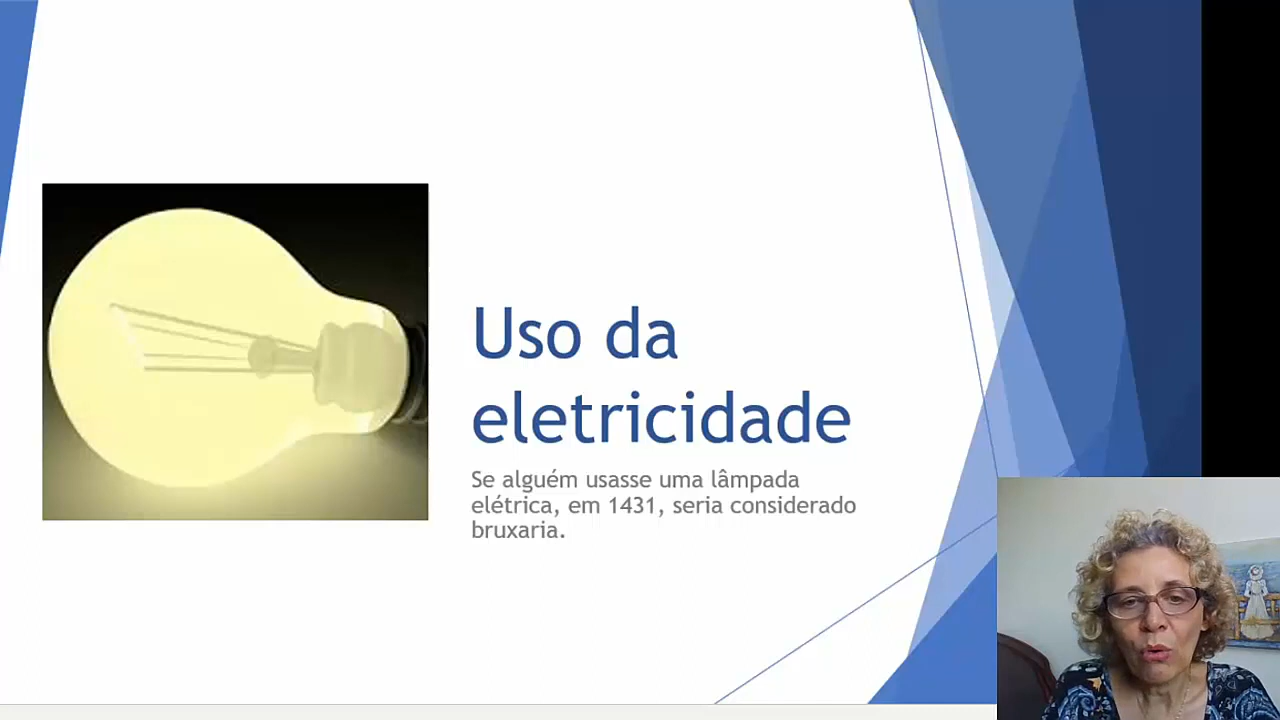 Uso da
eletricidade
Se alguém usasse uma lâmpada
elétrica, em 1431, seria considerado
bruxaria.